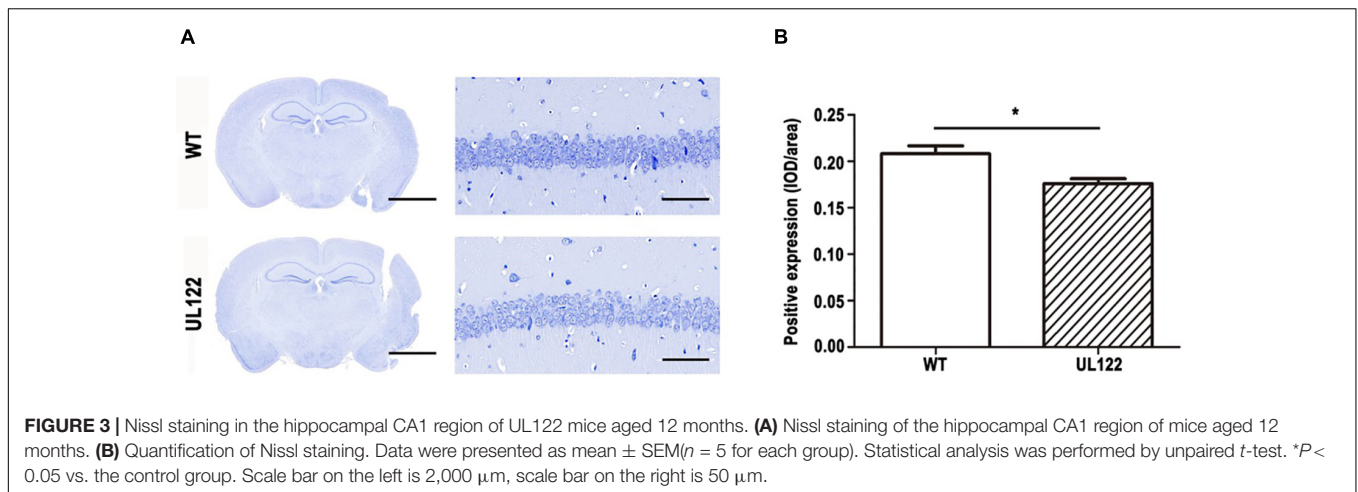 A
B
WT
UL122
*
Positive expression (IOD/area)
0.25
0.20
0.15
0.10
0.05
0.00
WT
UL122
FIGURE 3 | Nissl staining in the hippocampal CA1 region of UL122 mice aged 12 months. (A) Nissl staining of the hippocampal CA1 region of mice aged 12
months. (B) Quantification of Nissl staining. Data were presented as mean ± SEM(n = 5 for each group). Statistical analysis was performed by unpaired t-test. *P <
0.05 vs. the control group. Scale bar on the left is 2,000 μm, scale bar on the right is 50 μm.